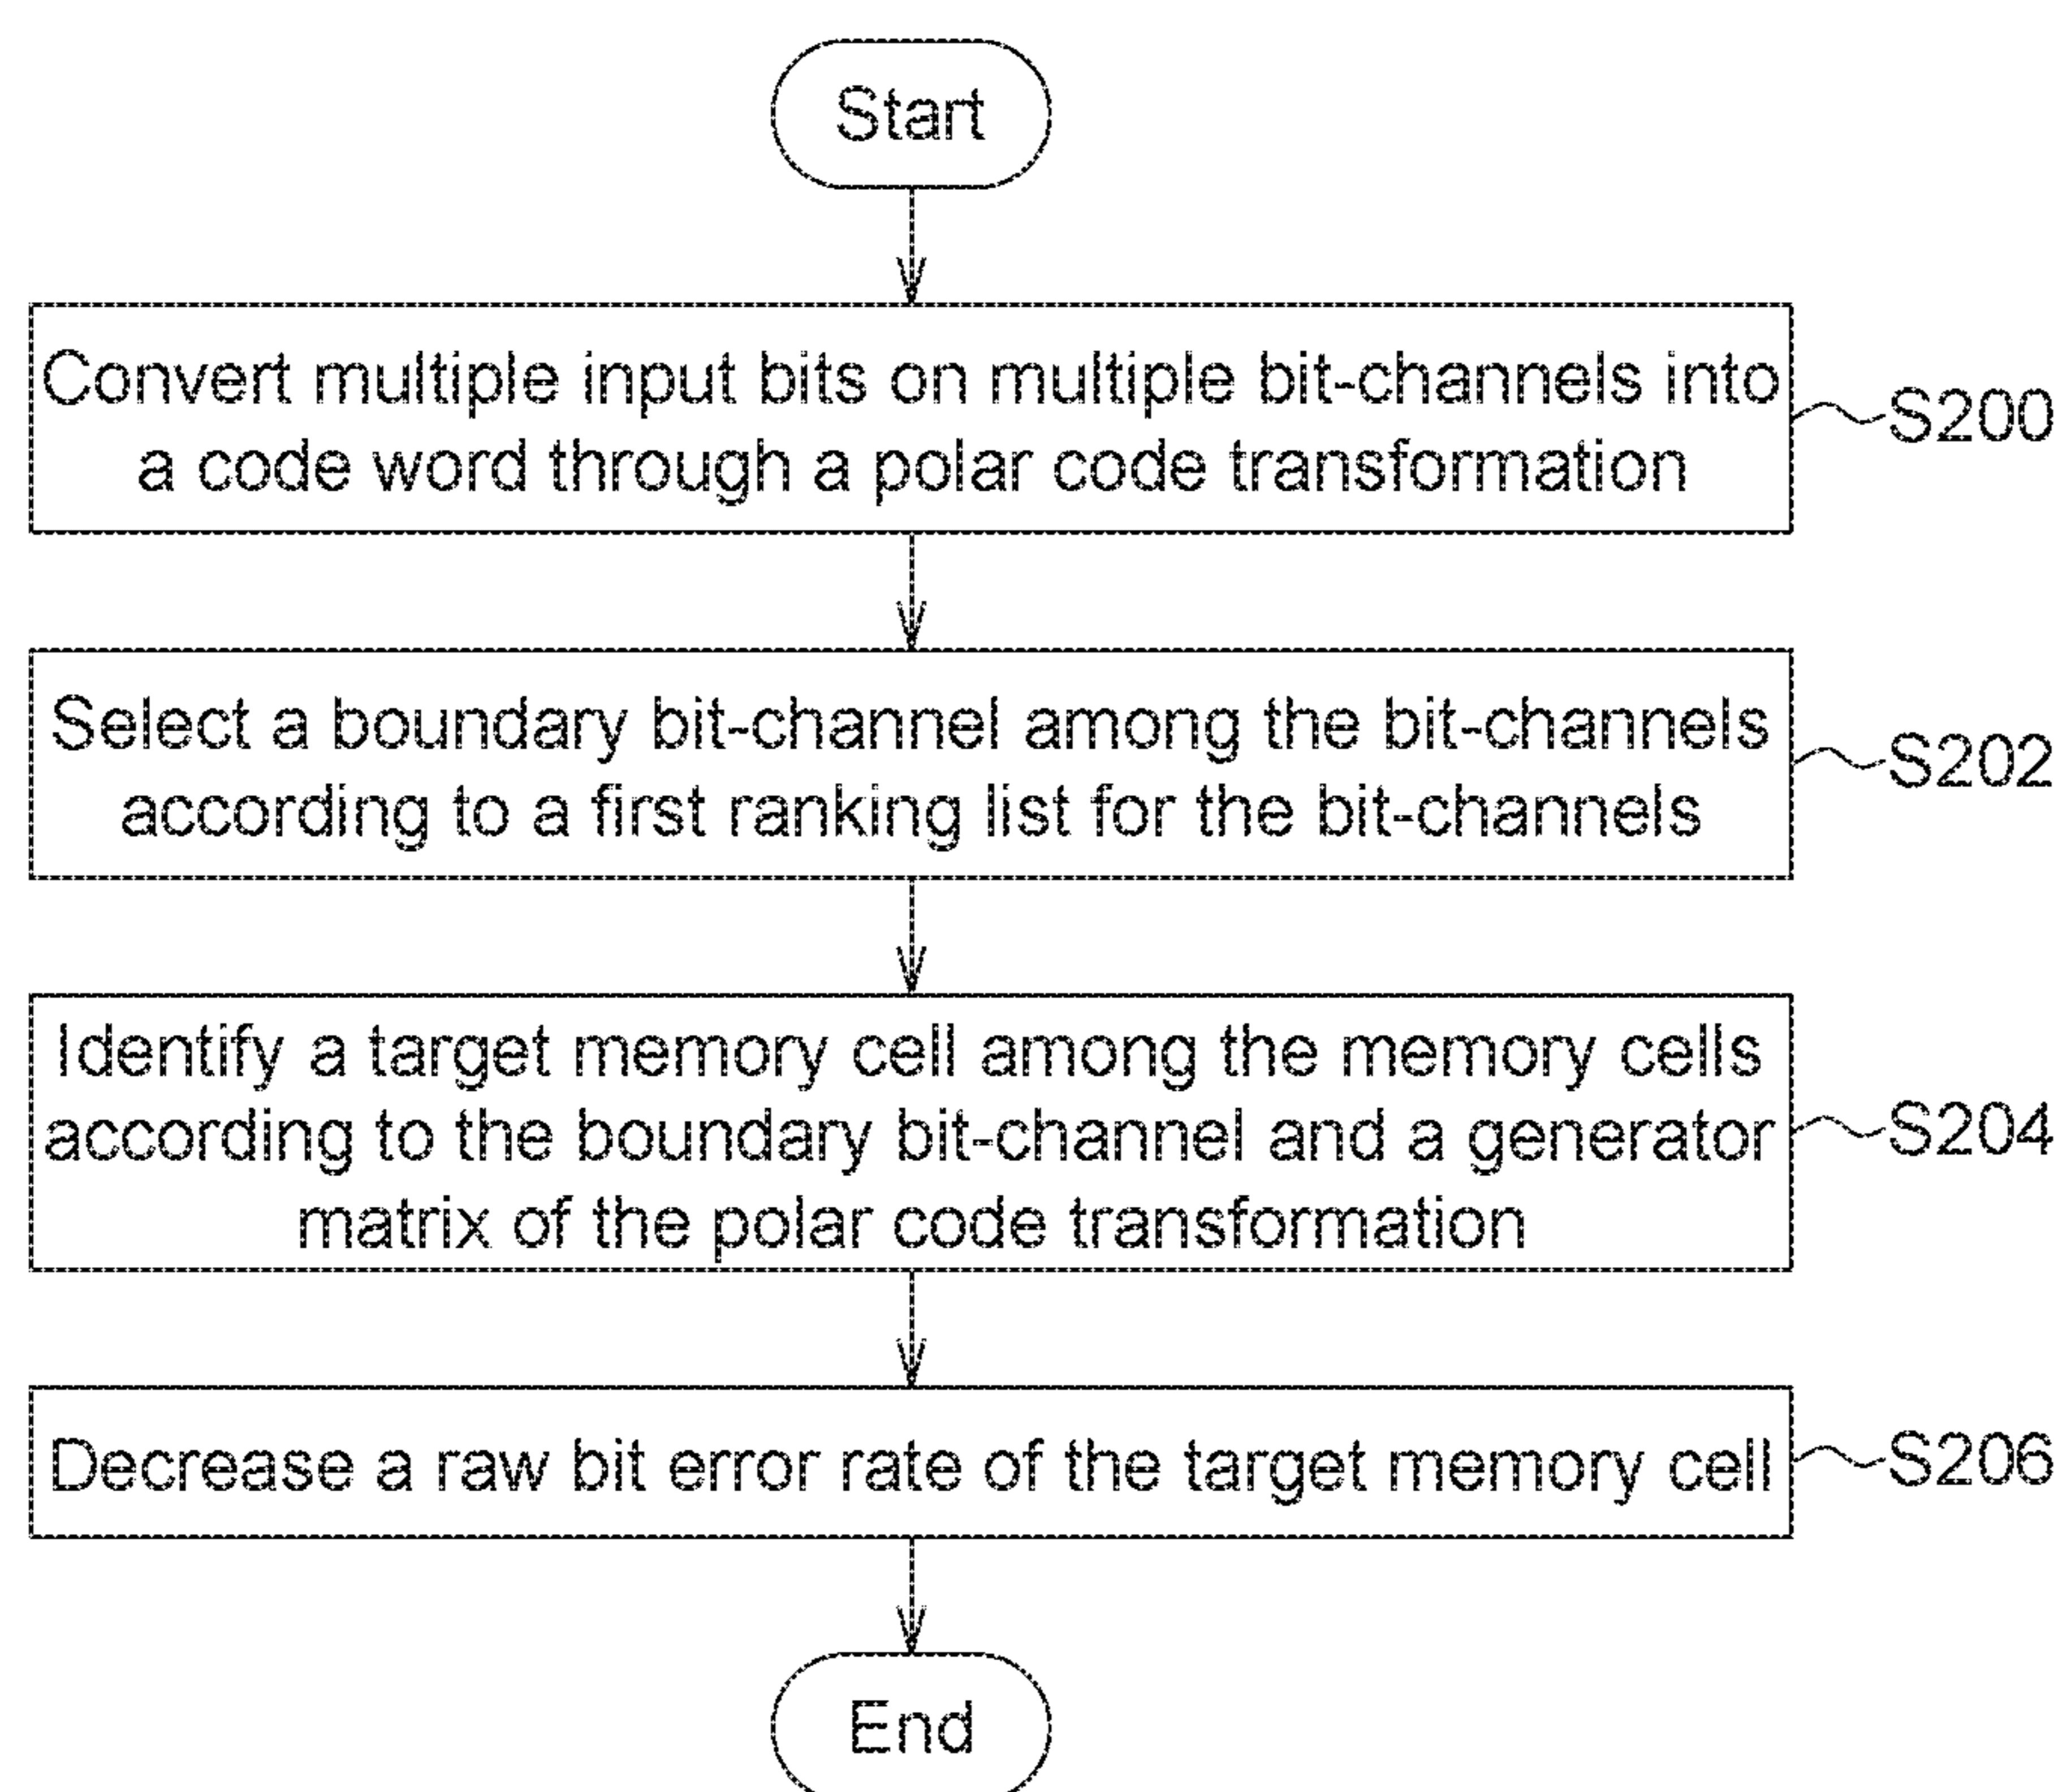 Start
Convert multiple input bits on multiple bit-channels into
a code word through a polar code transformation
S200
Select a boundary bit-channel among the bit-channels
according to a first ranking list for the bit-channels
S202
Identify a target memory cell among the memory cells
according to the boundary bit-channel and a generator
matrix of the polar code transformation
S204
Decrease a raw bit error rate of the target memory cell
S206
End